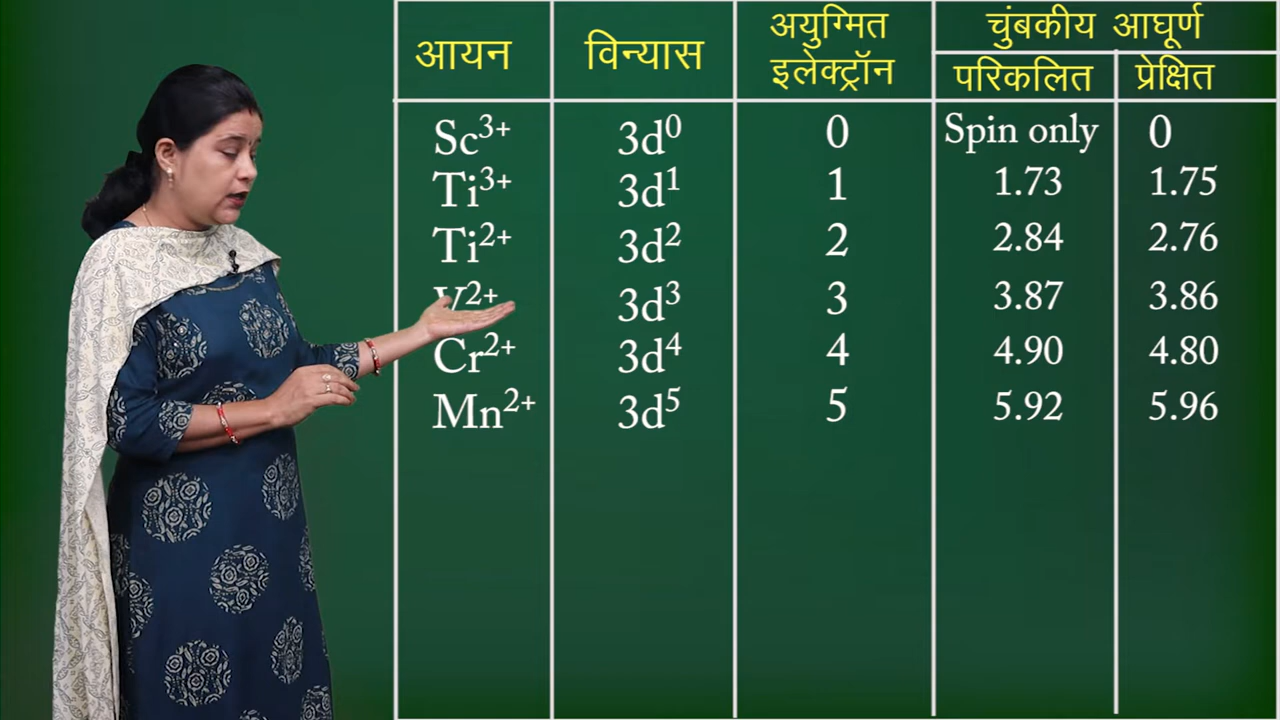 आयन विन्यास अयुग्मित इलेक्ट्रॉन चुंबकीय आघूर्ण
परिकलित प्रेक्षित
Sc³⁺ 3d⁰ 0 Spin only 0
Ti³⁺ 3d¹ 1 1.73 1.75
Ti²⁺ 3d² 2 2.84 2.76
V²⁺ 3d³ 3 3.87 3.86
Cr²⁺ 3d⁴ 4 4.90 4.80
Mn²⁺ 3d⁵ 5 5.92 5.96